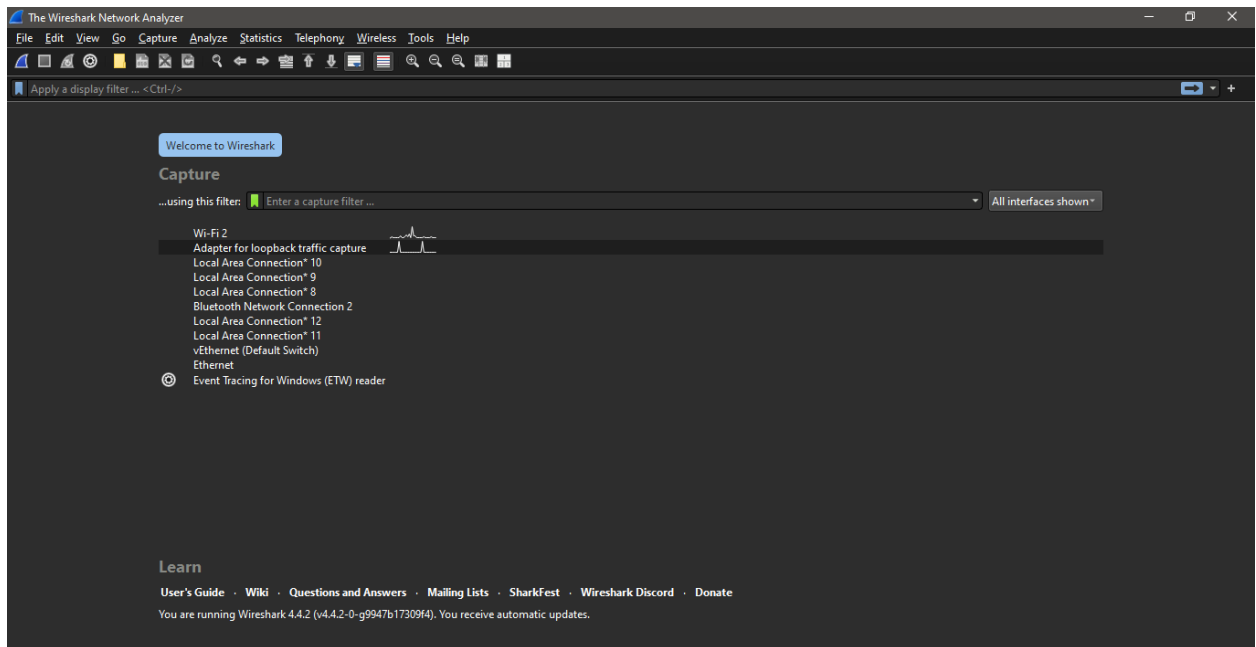 The Wireshark Network Analyzer
File Edit View Go Capture Analyze Statistics Telephony Wireless Tools Help
Apply a display filter ... <Ctrl-/>
Welcome to Wireshark
Capture
...using this filter: Enter a capture filter ... All interfaces shown
Wi-Fi 2
Adapter for loopback traffic capture
Local Area Connection* 10
Local Area Connection* 9
Local Area Connection* 8
Bluetooth Network Connection 2
Local Area Connection* 12
Local Area Connection* 11
vEthernet (Default Switch)
Ethernet
Event Tracing for Windows (ETW) reader
Learn
User's Guide · Wiki · Questions and Answers · Mailing Lists · SharkFest · Wireshark Discord · Donate
You are running Wireshark 4.4.2 (v4.4.2-0-g9947b17309f4). You receive automatic updates.